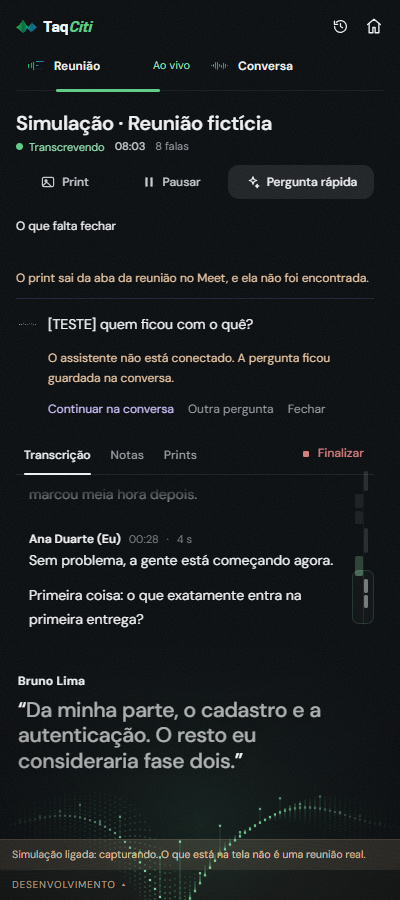 TaqCiti
Reunião Ao vivo Conversa
Simulação · Reunião fictícia
Transcrevendo 08:03 8 falas
Print Pausar Pergunta rápida
O que falta fechar
O print sai da aba da reunião no Meet, e ela não foi encontrada.
[TESTE] quem ficou com o quê?
O assistente não está conectado. A pergunta ficou
guardada na conversa.
Continuar na conversa Outra pergunta Fechar
Transcrição Notas Prints Finalizar
marcou meia hora depois.
Ana Duarte (Eu) 00:28 · 4 s
Sem problema, a gente está começando agora.
Primeira coisa: o que exatamente entra na
primeira entrega?
Bruno Lima
“Da minha parte, o cadastro e a
autenticação. O resto eu
consideraria fase dois.”
Simulação ligada: capturando. O que está na tela não é uma reunião real.
DESENVOLVIMENTO